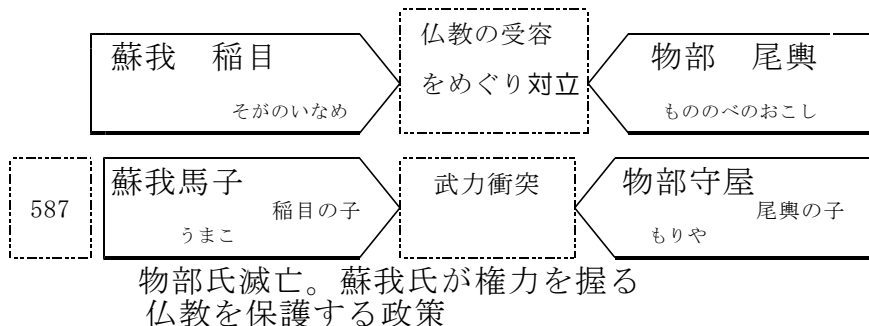 蘇我　稲目
そがのいなめ
仏教の受容
をめぐり対立
物部　尾輿
もののべのおこし
587
蘇我馬子
稲目の子
うまこ
武力衝突
物部守屋
尾輿の子
もりや
物部氏滅亡。蘇我氏が権力を握る
仏教を保護する政策